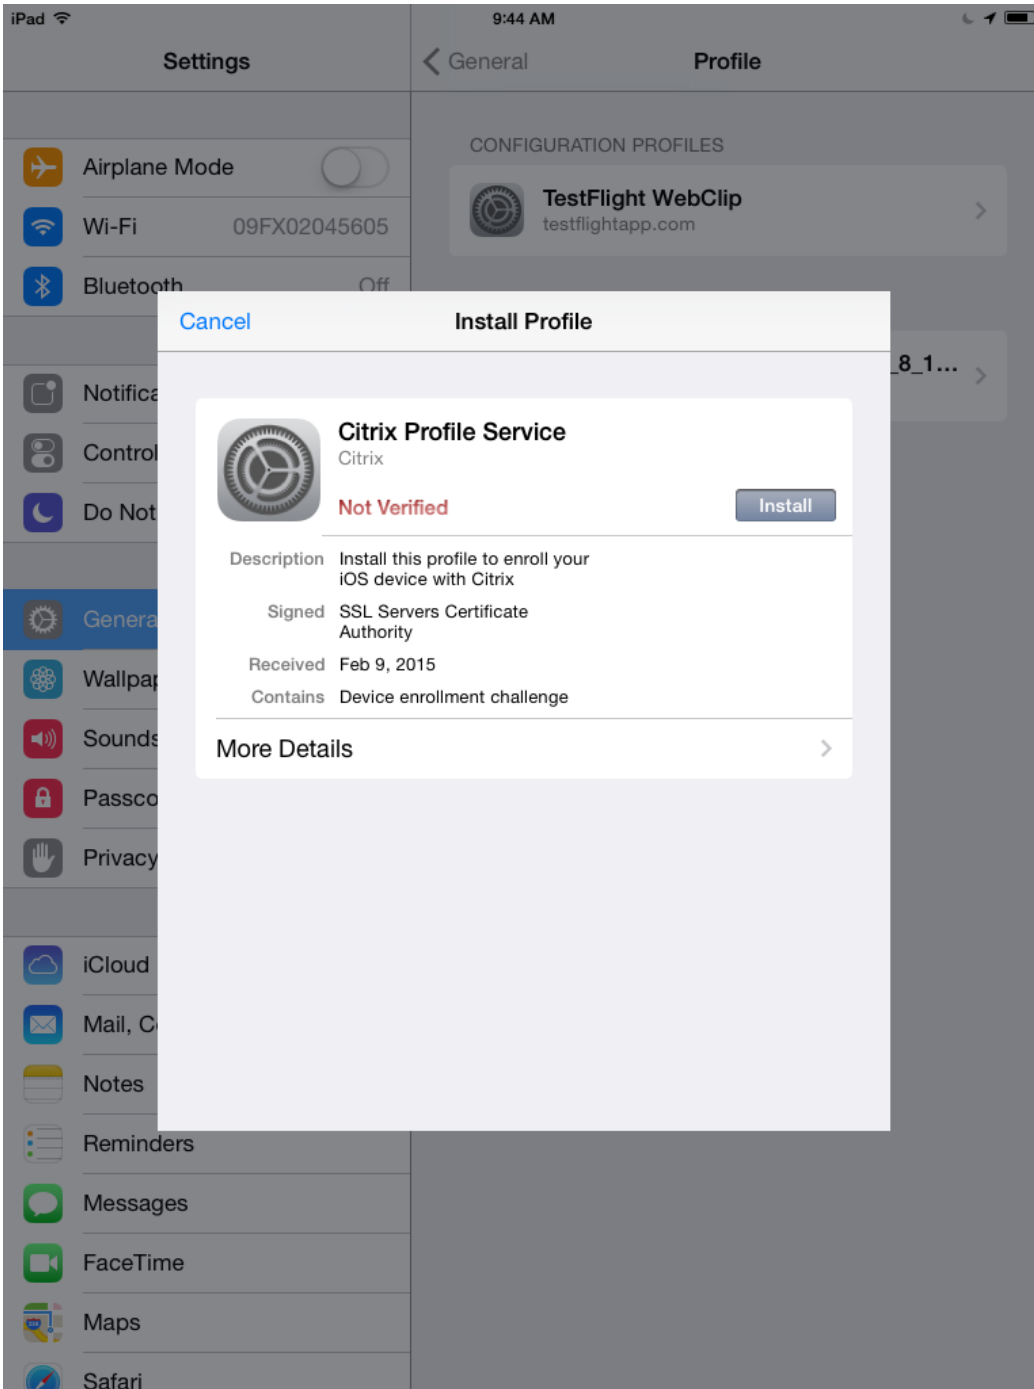 iPad 9:44 AM
Settings
General Profile
CONFIGURATION PROFILES
Airplane Mode
TestFlight WebClip
testflightapp.com
Wi-Fi 09FX02045605
Bluetooth Off
Cancel Install Profile
_8_1...
Notifica
Citrix Profile Service
Citrix
Control
Not Verified Install
Do Not
Description Install this profile to enroll your
iOS device with Citrix
Signed SSL Servers Certificate
Authority
Genera
Received Feb 9, 2015
Wallpap
Contains Device enrollment challenge
Sounds
More Details
Passco
Privacy
iCloud
Mail, Co
Notes
Reminders
Messages
FaceTime
Maps
Safari